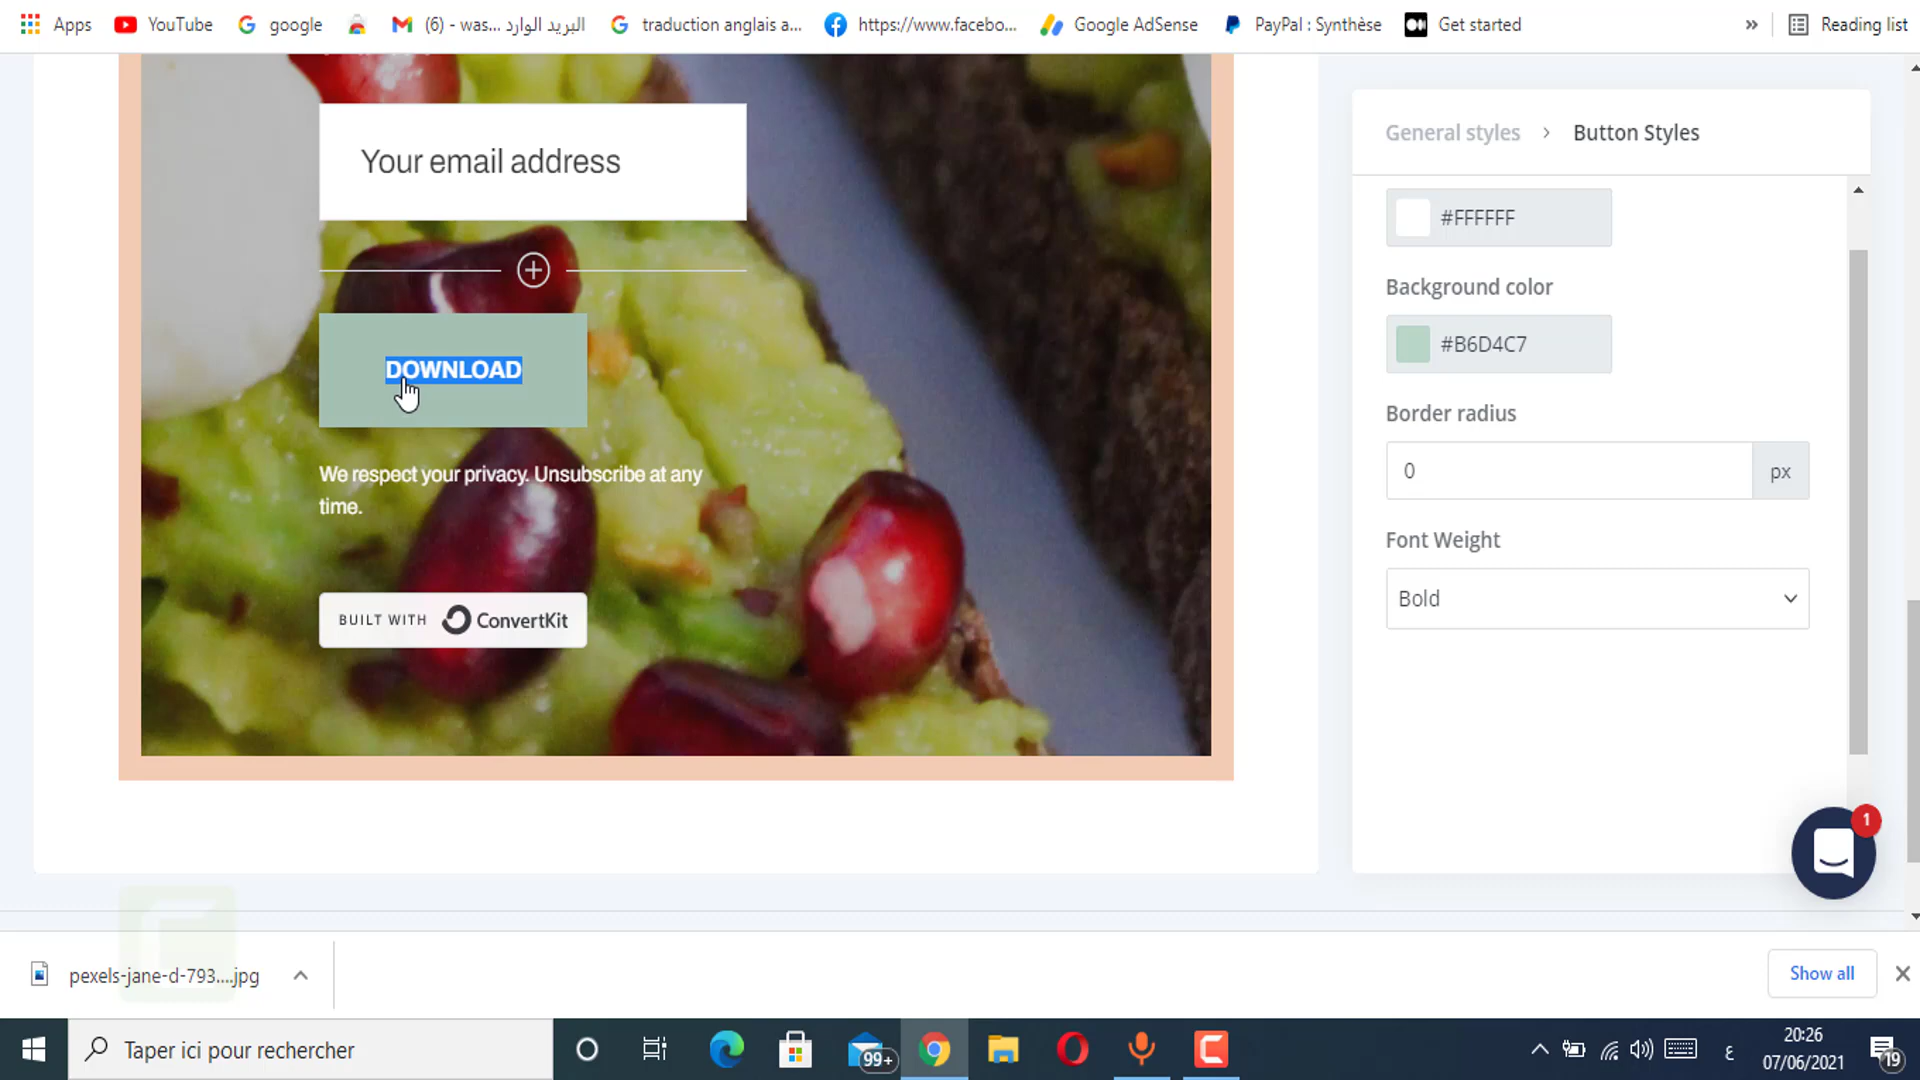 Apps YouTube google (6) - was... البريد الوارد traduction anglais a... https://www.facebo... Google AdSense PayPal : Synthèse Get started » Reading list
General styles > Button Styles
Your email address
#FFFFFF
Background color
#B6D4C7
DOWNLOAD
Border radius
0 px
We respect your privacy. Unsubscribe at any
time.
Font Weight
Bold
BUILT WITH ConvertKit
1
pexels-jane-d-793....jpg
Show all
Taper ici pour rechercher
99+
ع
20:26
07/06/2021
19